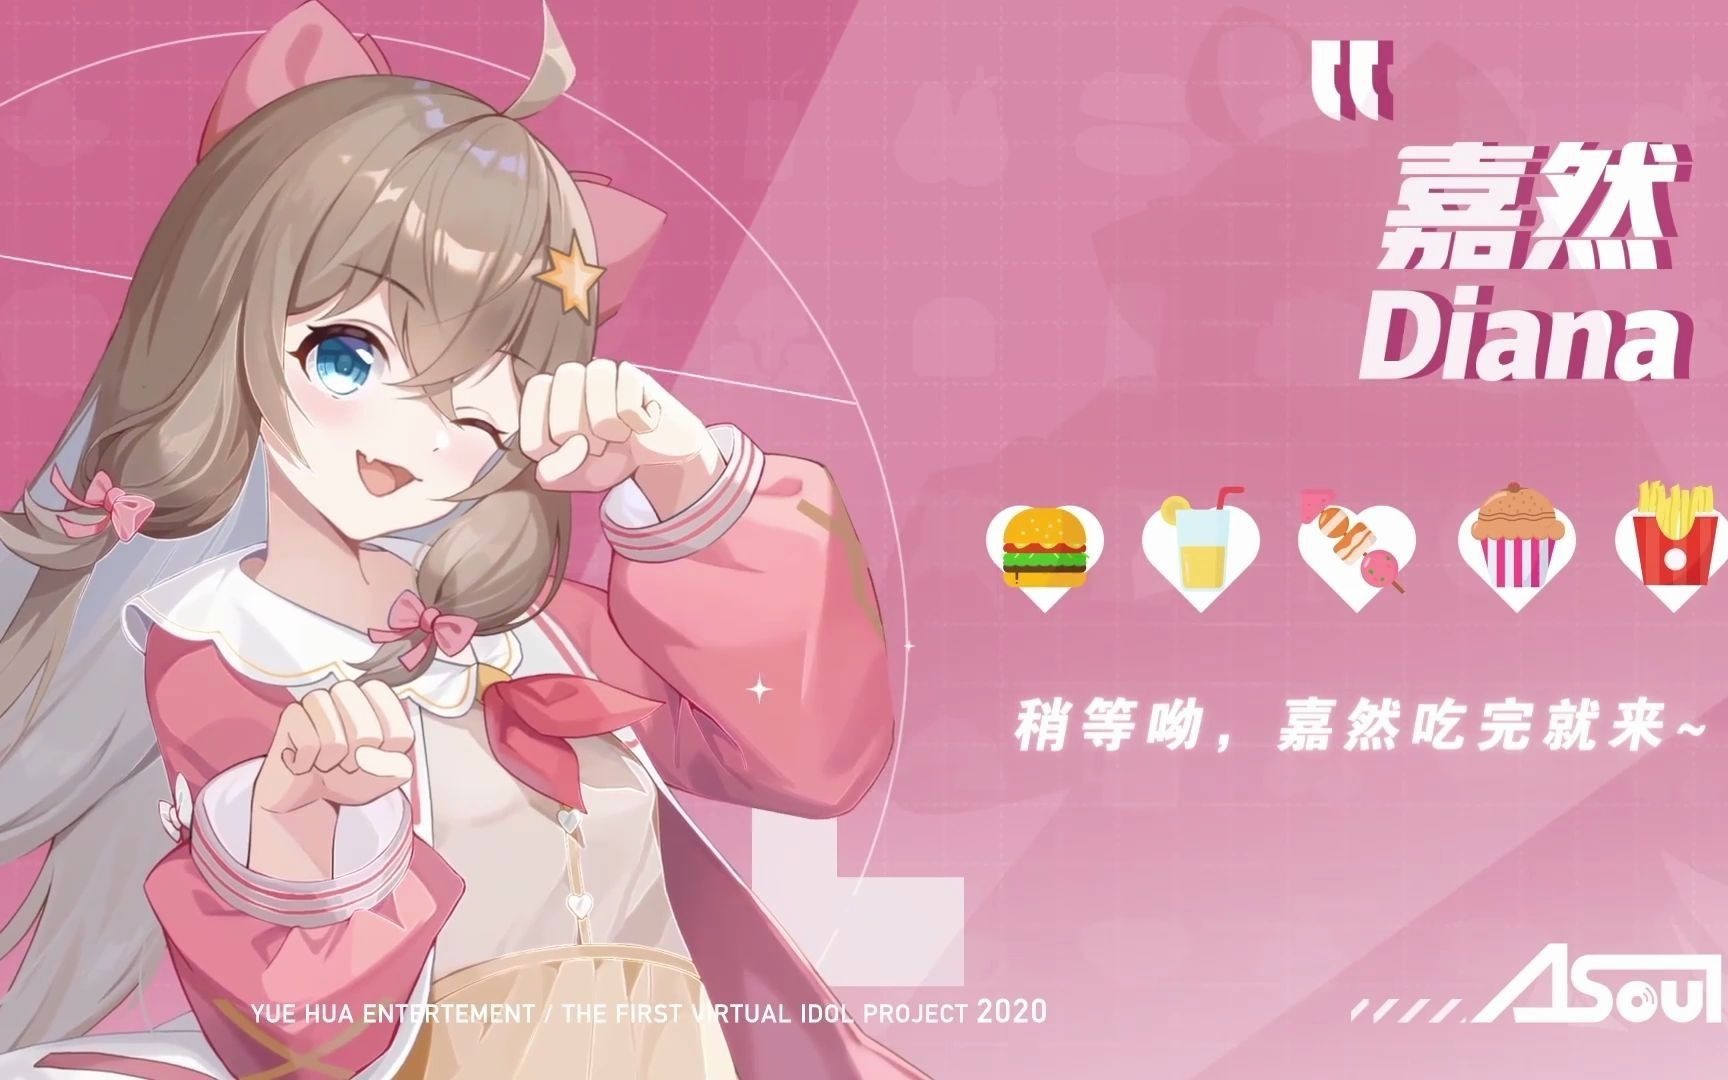 嘉然
Diana
稍等呦，嘉然吃完就来~
YUE HUA ENTERTEMENT / THE FIRST VIRTUAL IDOL PROJECT 2020
ASoul